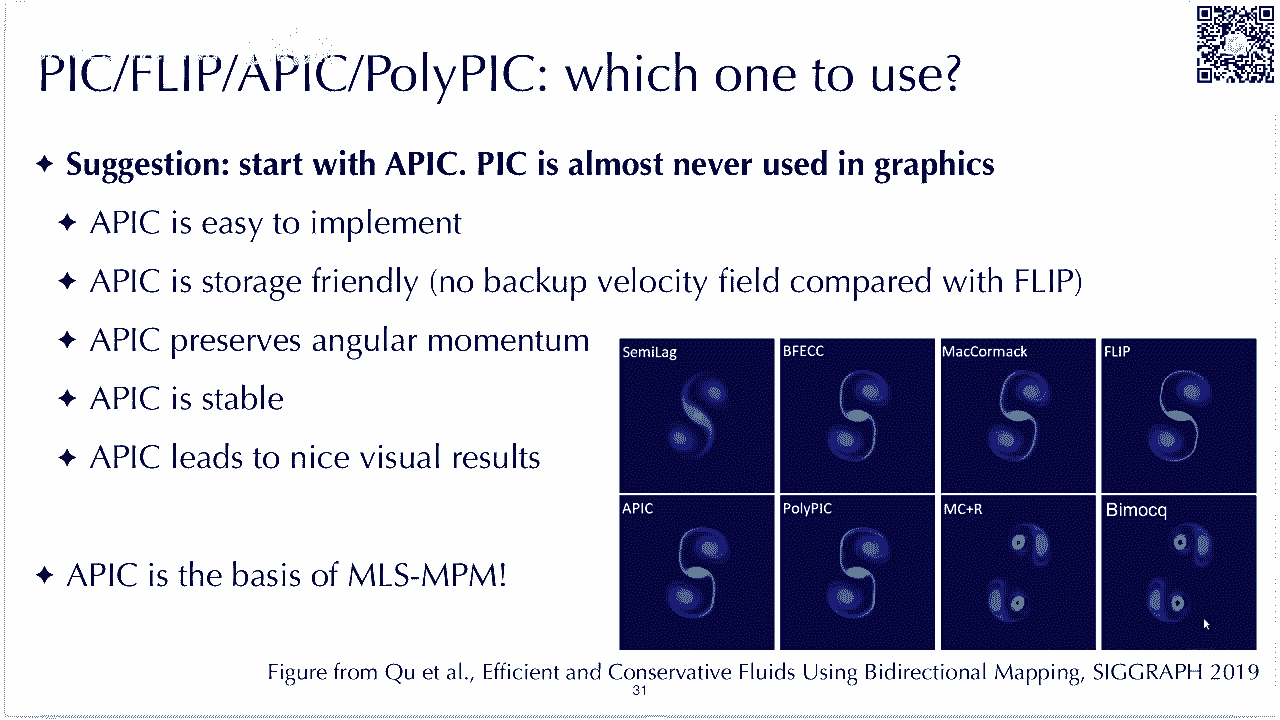 PIC/FLIP/APIC/PolyPIC: which one to use?
✦ Suggestion: start with APIC. PIC is almost never used in graphics
✦ APIC is easy to implement
✦ APIC is storage friendly (no backup velocity field compared with FLIP)
✦ APIC preserves angular momentum
✦ APIC is stable
✦ APIC leads to nice visual results
✦ APIC is the basis of MLS-MPM!
SemiLag
BFECC
MacCormack
FLIP
APIC
PolyPIC
MC+R
Bimocq
Figure from Qu et al., Efficient and Conservative Fluids Using Bidirectional Mapping, SIGGRAPH 2019
31